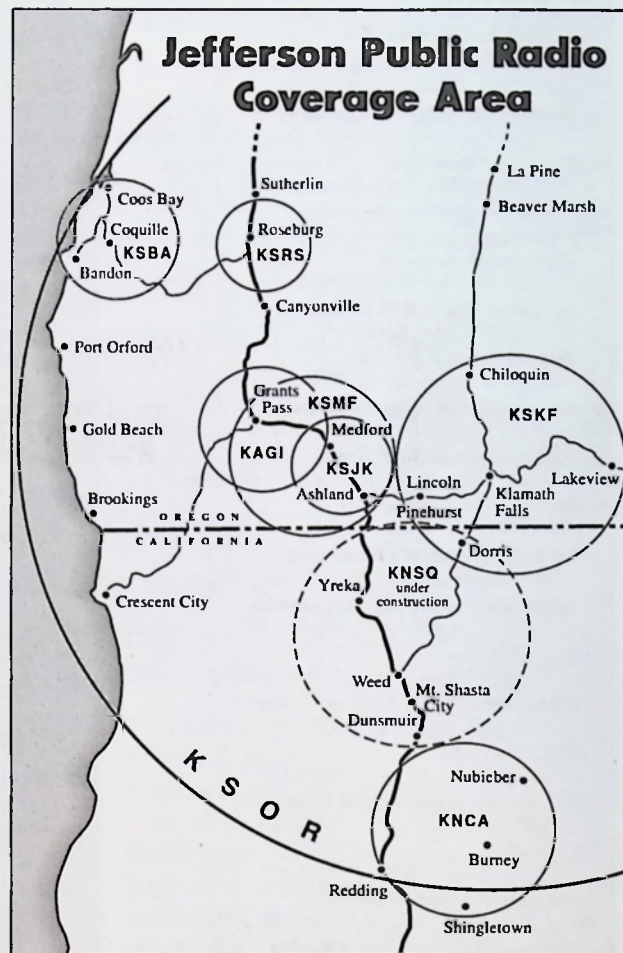 Jefferson Public Radio
Coverage Area
La Pine
Sutherlin
Beaver Marsh
Coos Bay
Coquille
KSBA
Bandon
Roseburg
KSRS
Canyonville
Port Orford
Chiloquin
Grants
Pass
KSMF
KSKF
Gold Beach
Medford
KAGI
KSJK
Lakeview
Ashland
Lincoln
Klamath
Falls
Pinehurst
Brookings
OREGON
CALIFORNIA
Dorris
KNSQ
under
construction
Yreka
Crescent City
Weed
Mt. Shasta
City
Dunsmuir
KSOR
Nubieber
KNCA
Burney
Redding
Shingletown